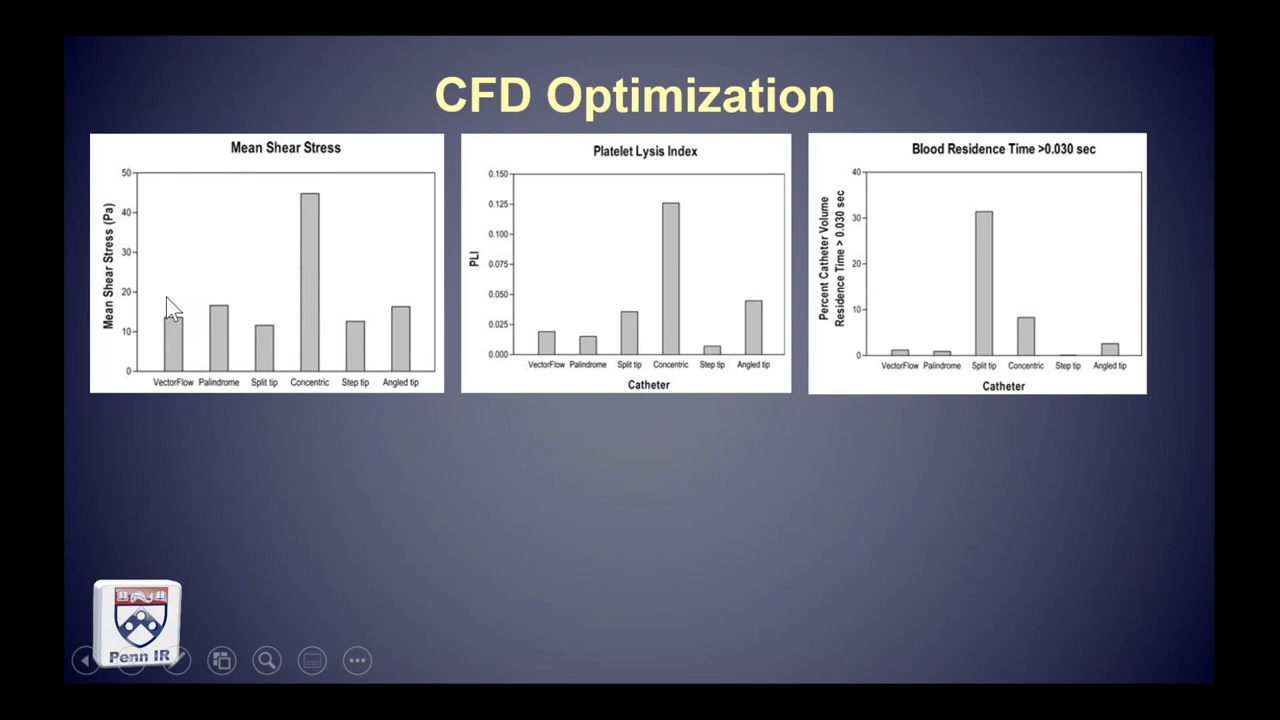 CFD Optimization
Mean Shear Stress
Mean Shear Stress (Pa)
50
40
30
20
10
0
VectorFlow Palindrome Split tip Concentric Step tip Angled tip
Platelet Lysis Index
PLI
0.150
0.125
0.100
0.075
0.050
0.025
0.000
VectorFlow Palindrome Split tip Concentric Step tip Angled tip
Catheter
Blood Residence Time >0.030 sec
Percent Catheter Volume
Residence Time > 0.030 sec
40
30
20
10
0
VectorFlow Palindrome Split tip Concentric Step tip Angled tip
Catheter
Penn IR